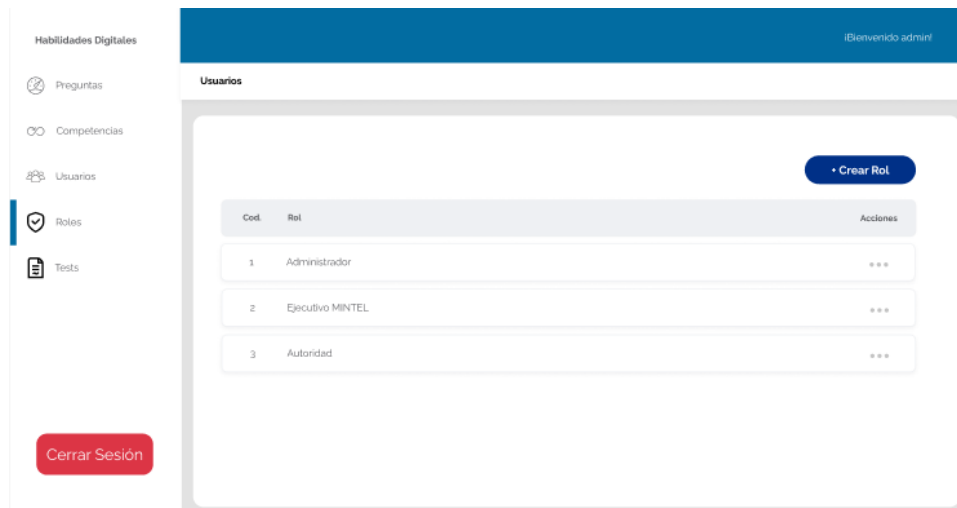 Habilidades Digitales
¡Bienvenido admin!
Preguntas
Usuarios
Competencias
Usuarios
+ Crear Rol
Roles
Cod. Rol Acciones
Tests
1 Administrador
2 Ejecutivo MINTEL
3 Autoridad
Cerrar Sesión